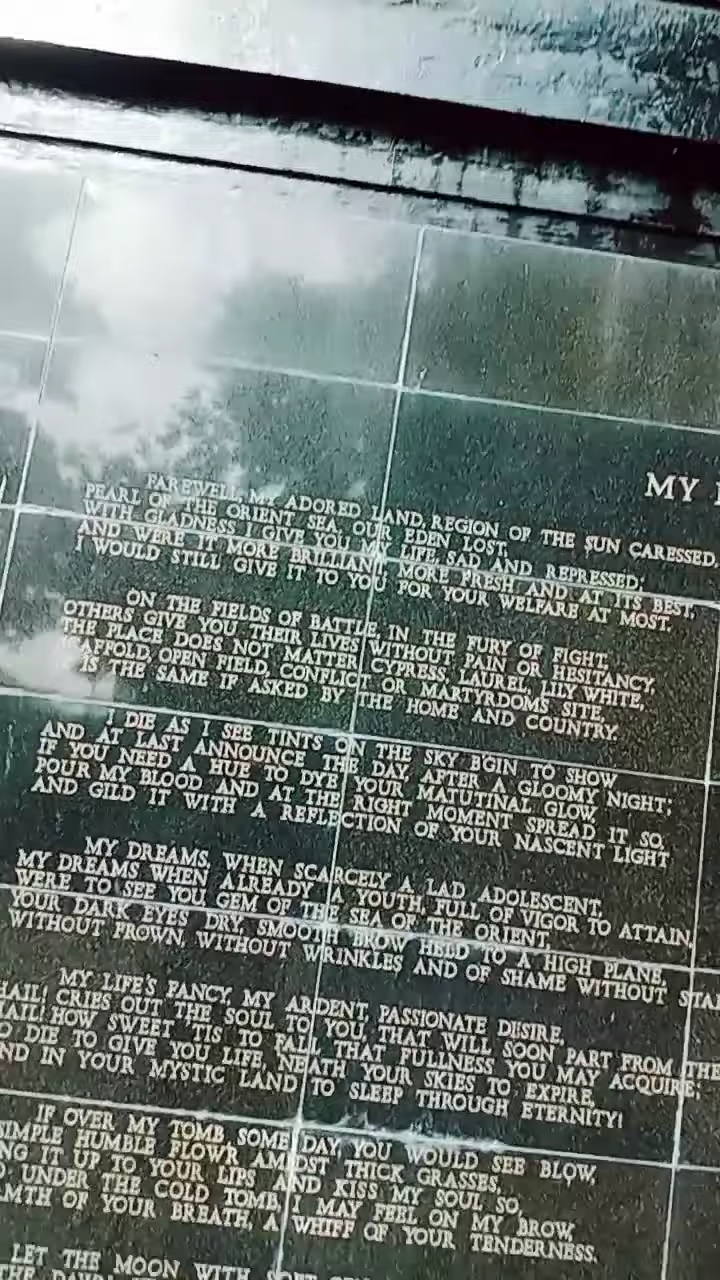 MY
FAREWELL, MY ADORED LAND, REGION OF THE SUN CARESSED,
PEARL OF THE ORIENT SEA, OUR EDEN LOST,
WITH GLADNESS I GIVE YOU MY LIFE, SAD AND REPRESSED;
AND WERE IT MORE BRILLIANT, MORE FRESH AND AT ITS BEST,
I WOULD STILL GIVE IT TO YOU FOR YOUR WELFARE AT MOST.
ON THE FIELDS OF BATTLE, IN THE FURY OF FIGHT,
OTHERS GIVE YOU THEIR LIVES WITHOUT PAIN OR HESITANCY,
THE PLACE DOES NOT MATTER: CYPRESS, LAUREL, LILY WHITE,
SCAFFOLD, OPEN FIELD, CONFLICT OR MARTYRDOMS SITE,
IS THE SAME IF ASKED BY THE HOME AND COUNTRY.
I DIE AS I SEE TINTS ON THE SKY BGIN TO SHOW
AND AT LAST ANNOUNCE THE DAY, AFTER A GLOOMY NIGHT;
IF YOU NEED A HUE TO DYE YOUR MATUTINAL GLOW,
POUR MY BLOOD AND AT THE RIGHT MOMENT SPREAD IT SO,
AND GILD IT WITH A REFLECTION OF YOUR NASCENT LIGHT
MY DREAMS, WHEN SCARCELY A LAD ADOLESCENT,
MY DREAMS WHEN ALREADY A YOUTH, FULL OF VIGOR TO ATTAIN,
WERE TO SEE YOU, GEM OF THE SEA OF THE ORIENT,
YOUR DARK EYES DRY, SMOOTH BROW HELD TO A HIGH PLANE,
WITHOUT FROWN, WITHOUT WRINKLES AND OF SHAME WITHOUT STA
MY LIFE'S FANCY, MY ARDENT, PASSIONATE DESIRE,
HAIL! CRIES OUT THE SOUL TO YOU, THAT WILL SOON PART FROM THE
HAIL! HOW SWEET 'TIS TO FALL THAT FULLNESS YOU MAY ACQUIRE;
O DIE TO GIVE YOU LIFE, 'NEATH YOUR SKIES TO EXPIRE,
ND IN YOUR MYSTIC LAND TO SLEEP THROUGH ETERNITY!
IF OVER MY TOMB SOME DAY, YOU WOULD SEE BLOW,
SIMPLE HUMBLE FLOWR AMIDST THICK GRASSES,
NG IT UP TO YOUR LIPS AND KISS MY SOUL SO,
UNDER THE COLD TOMB, I MAY FEEL ON MY BROW,
RMTH OF YOUR BREATH, A WHIFF OF YOUR TENDERNESS.
LET THE MOON WITH SOFT